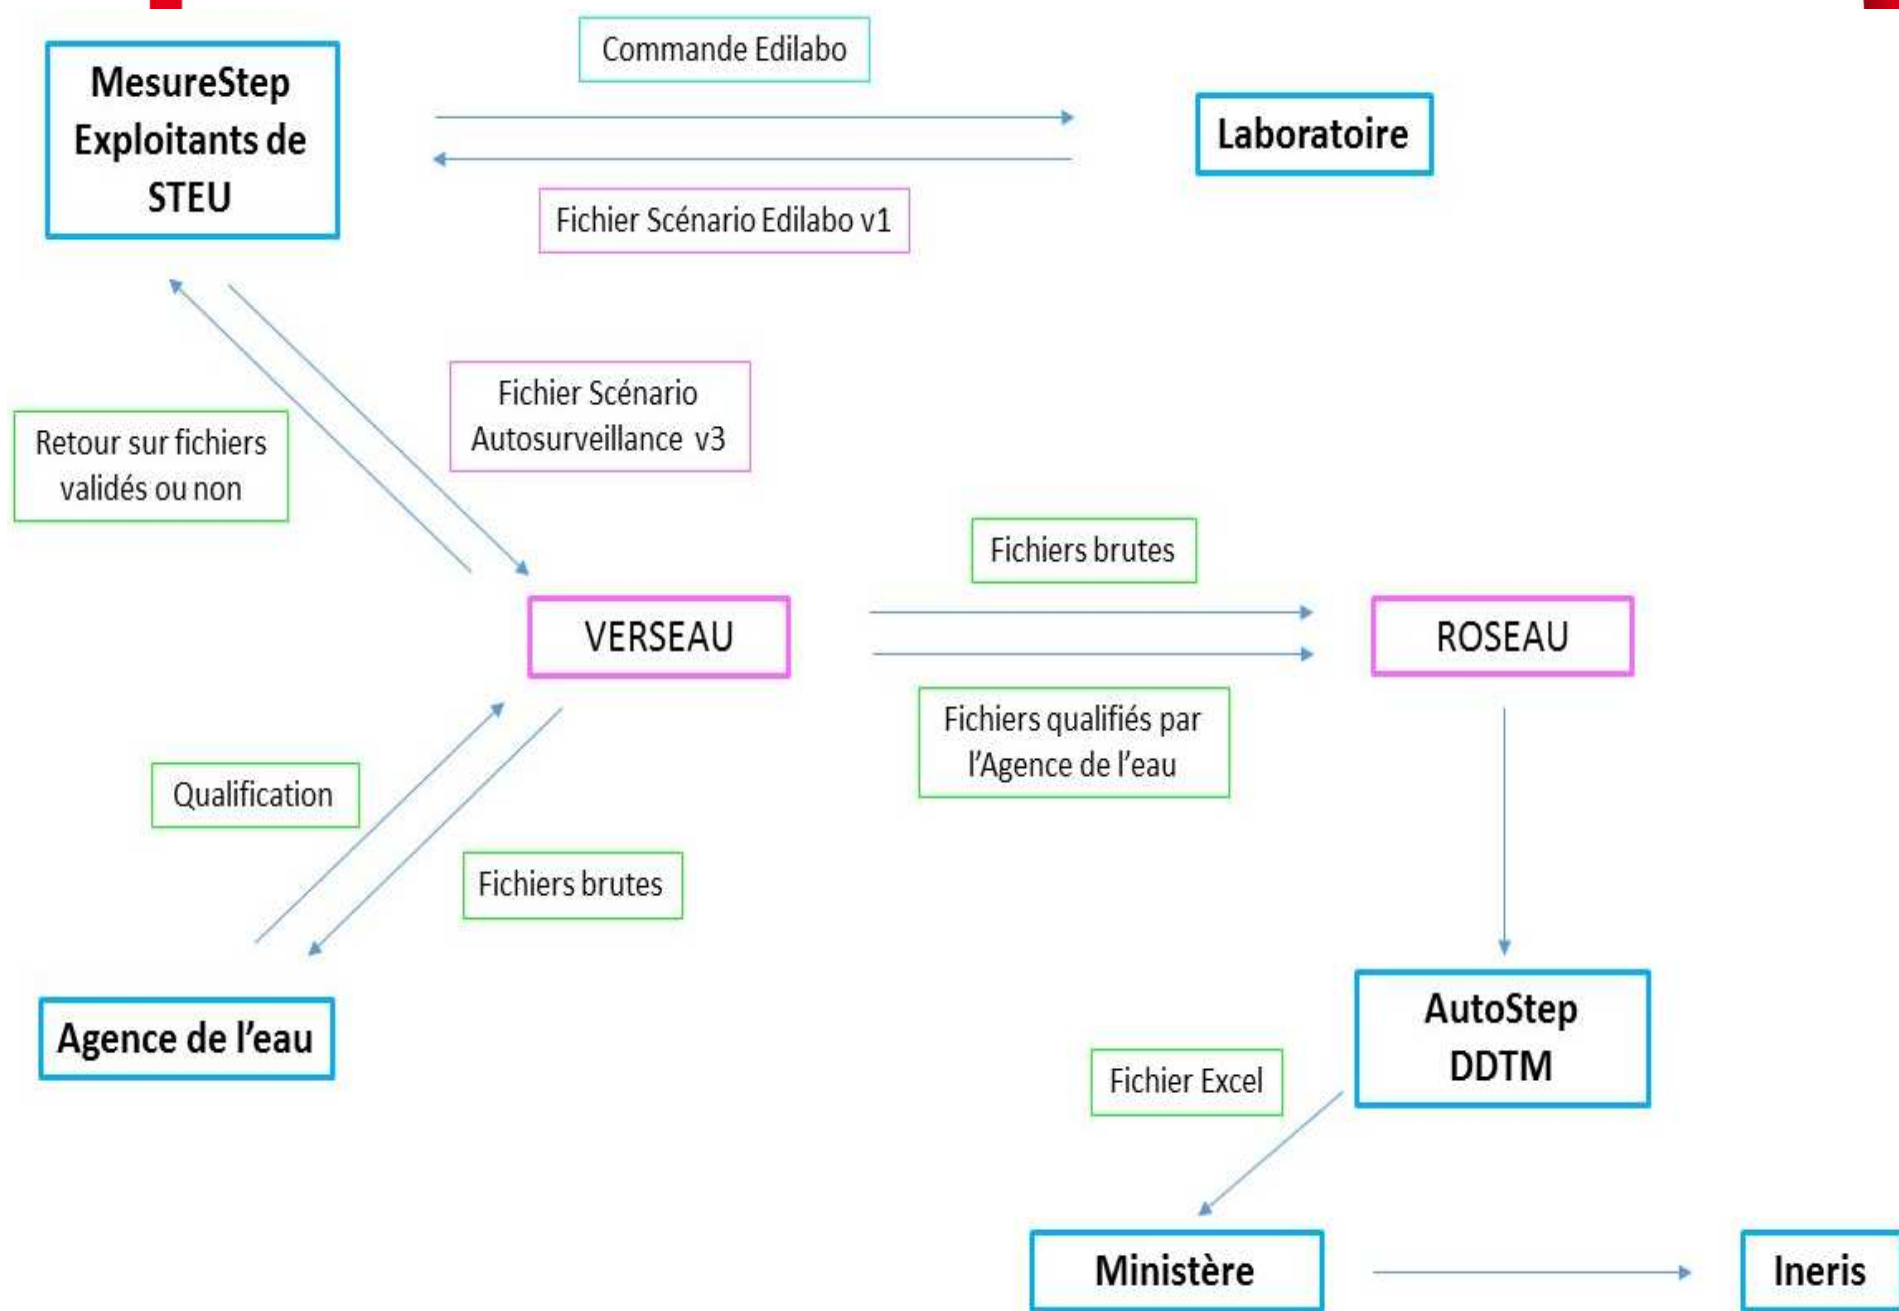 Commande Edilabo
MesureStep
Exploitants de
STEU
Laboratoire
Fichier Scénario Edilabo v1
Fichier Scénario
Autosurveillance v3
Retour sur fichiers
validés ou non
Fichiers brutes
VERSEAU
ROSEAU
Fichiers qualifiés par
l'Agence de l'eau
Qualification
Fichiers brutes
Agence de l'eau
AutoStep
DDTM
Fichier Excel
Ministère
Ineris